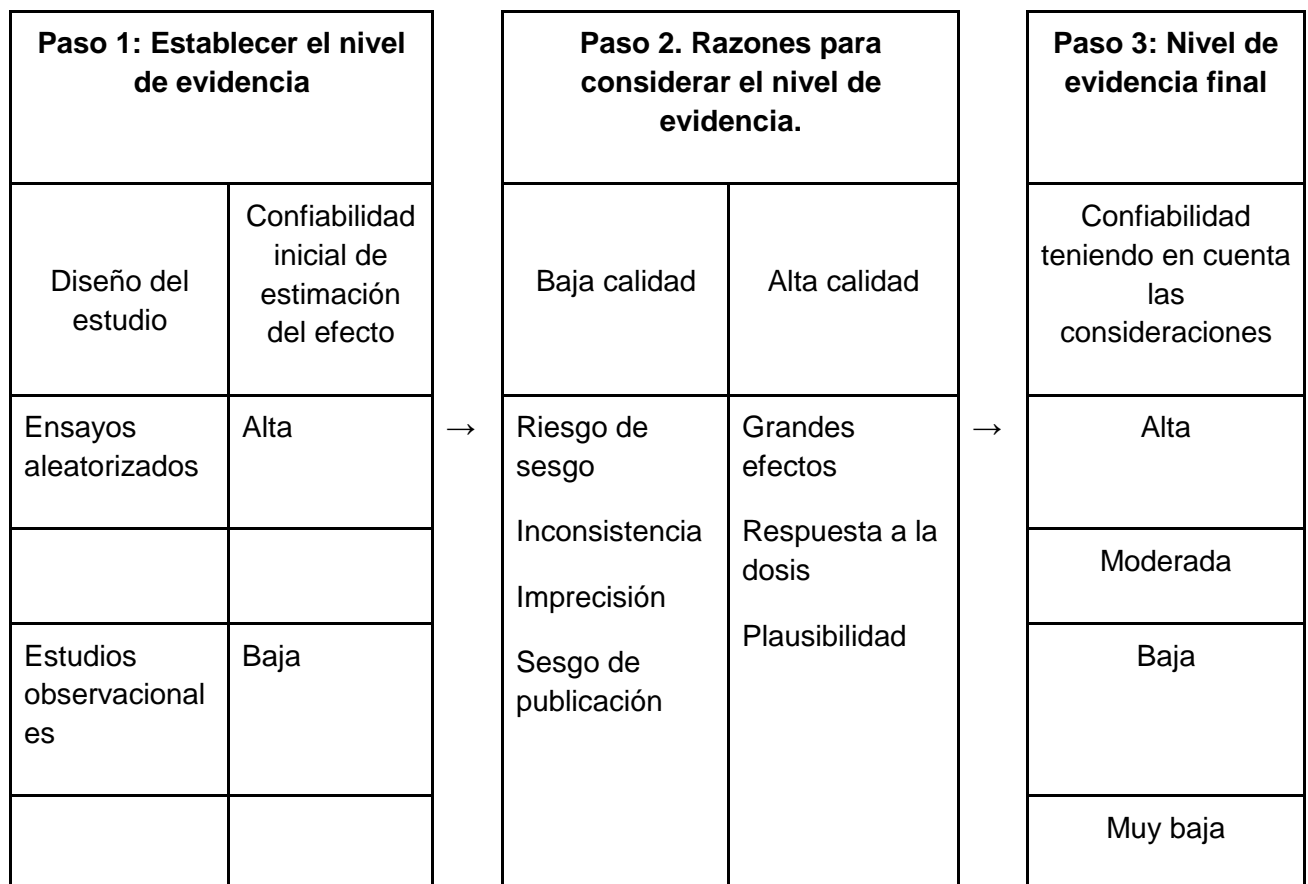 Paso 1: Establecer el nivel
de evidencia
Paso 2. Razones para
considerar el nivel de
evidencia.
Paso 3: Nivel de
evidencia final
Diseño del
estudio
Confiabilidad
inicial de
estimación
del efecto
Baja calidad
Alta calidad
Confiabilidad
teniendo en cuenta
las
consideraciones
Ensayos
aleatorizados
Alta
→
Riesgo de
sesgo
Inconsistencia
Imprecisión
Sesgo de
publicación
Grandes
efectos
Respuesta a la
dosis
Plausibilidad
→
Alta
Moderada
Estudios
observacional
es
Baja
Baja
Muy baja